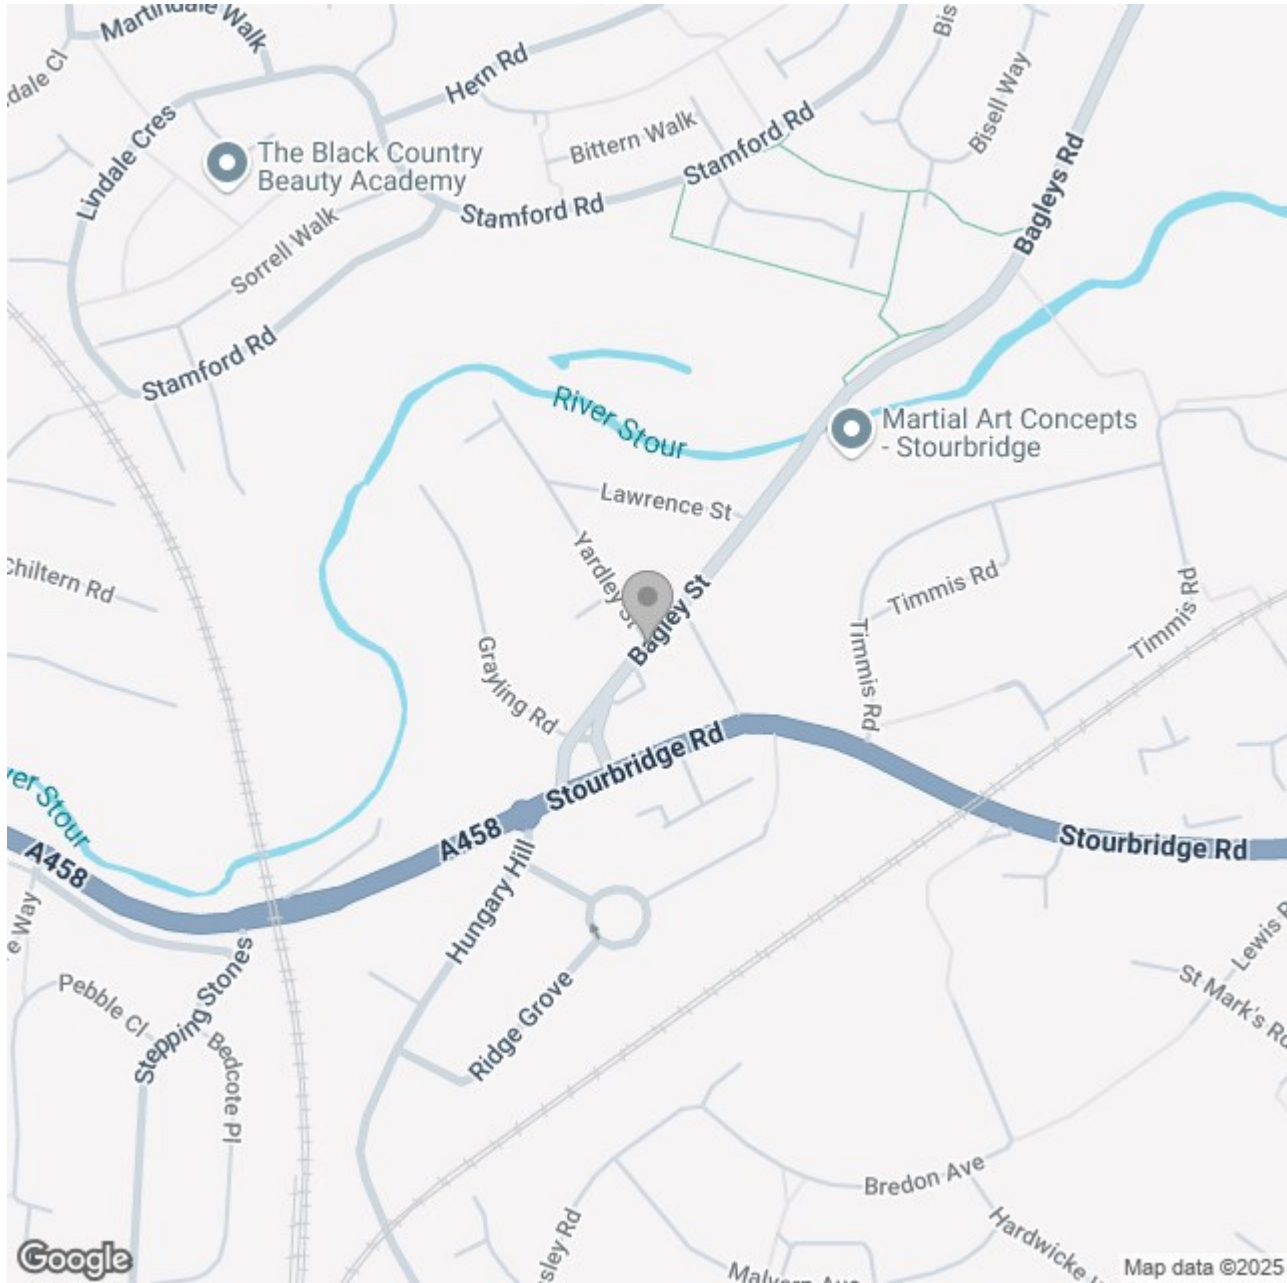 Martindale Walk
dale Cl
Hern Rd
Bis
Bisell Way
Lindale Cres
The Black Country
Beauty Academy
Bittern Walk
Stamford Rd
Stamford Rd
Bagleys Rd
Sorrell Walk
Stamford Rd
River Stour
Martial Art Concepts
- Stourbridge
Lawrence St
Yardley St
Chiltern Rd
Timmis Rd
Timmis Rd
Bagley St
Timmis Rd
Grayling Rd
Stourbridge Rd
ver Stour
A458
A458
Stourbridge Rd
Hungary Hill
e Way
Lewis R
Stepping Stones
Pebble Cl
St Mark's Ro
Ridge Grove
Bedcote Pl
Bredon Ave
Hardwicke
sley Rd
Malvern Ave
Google
Map data ©2025